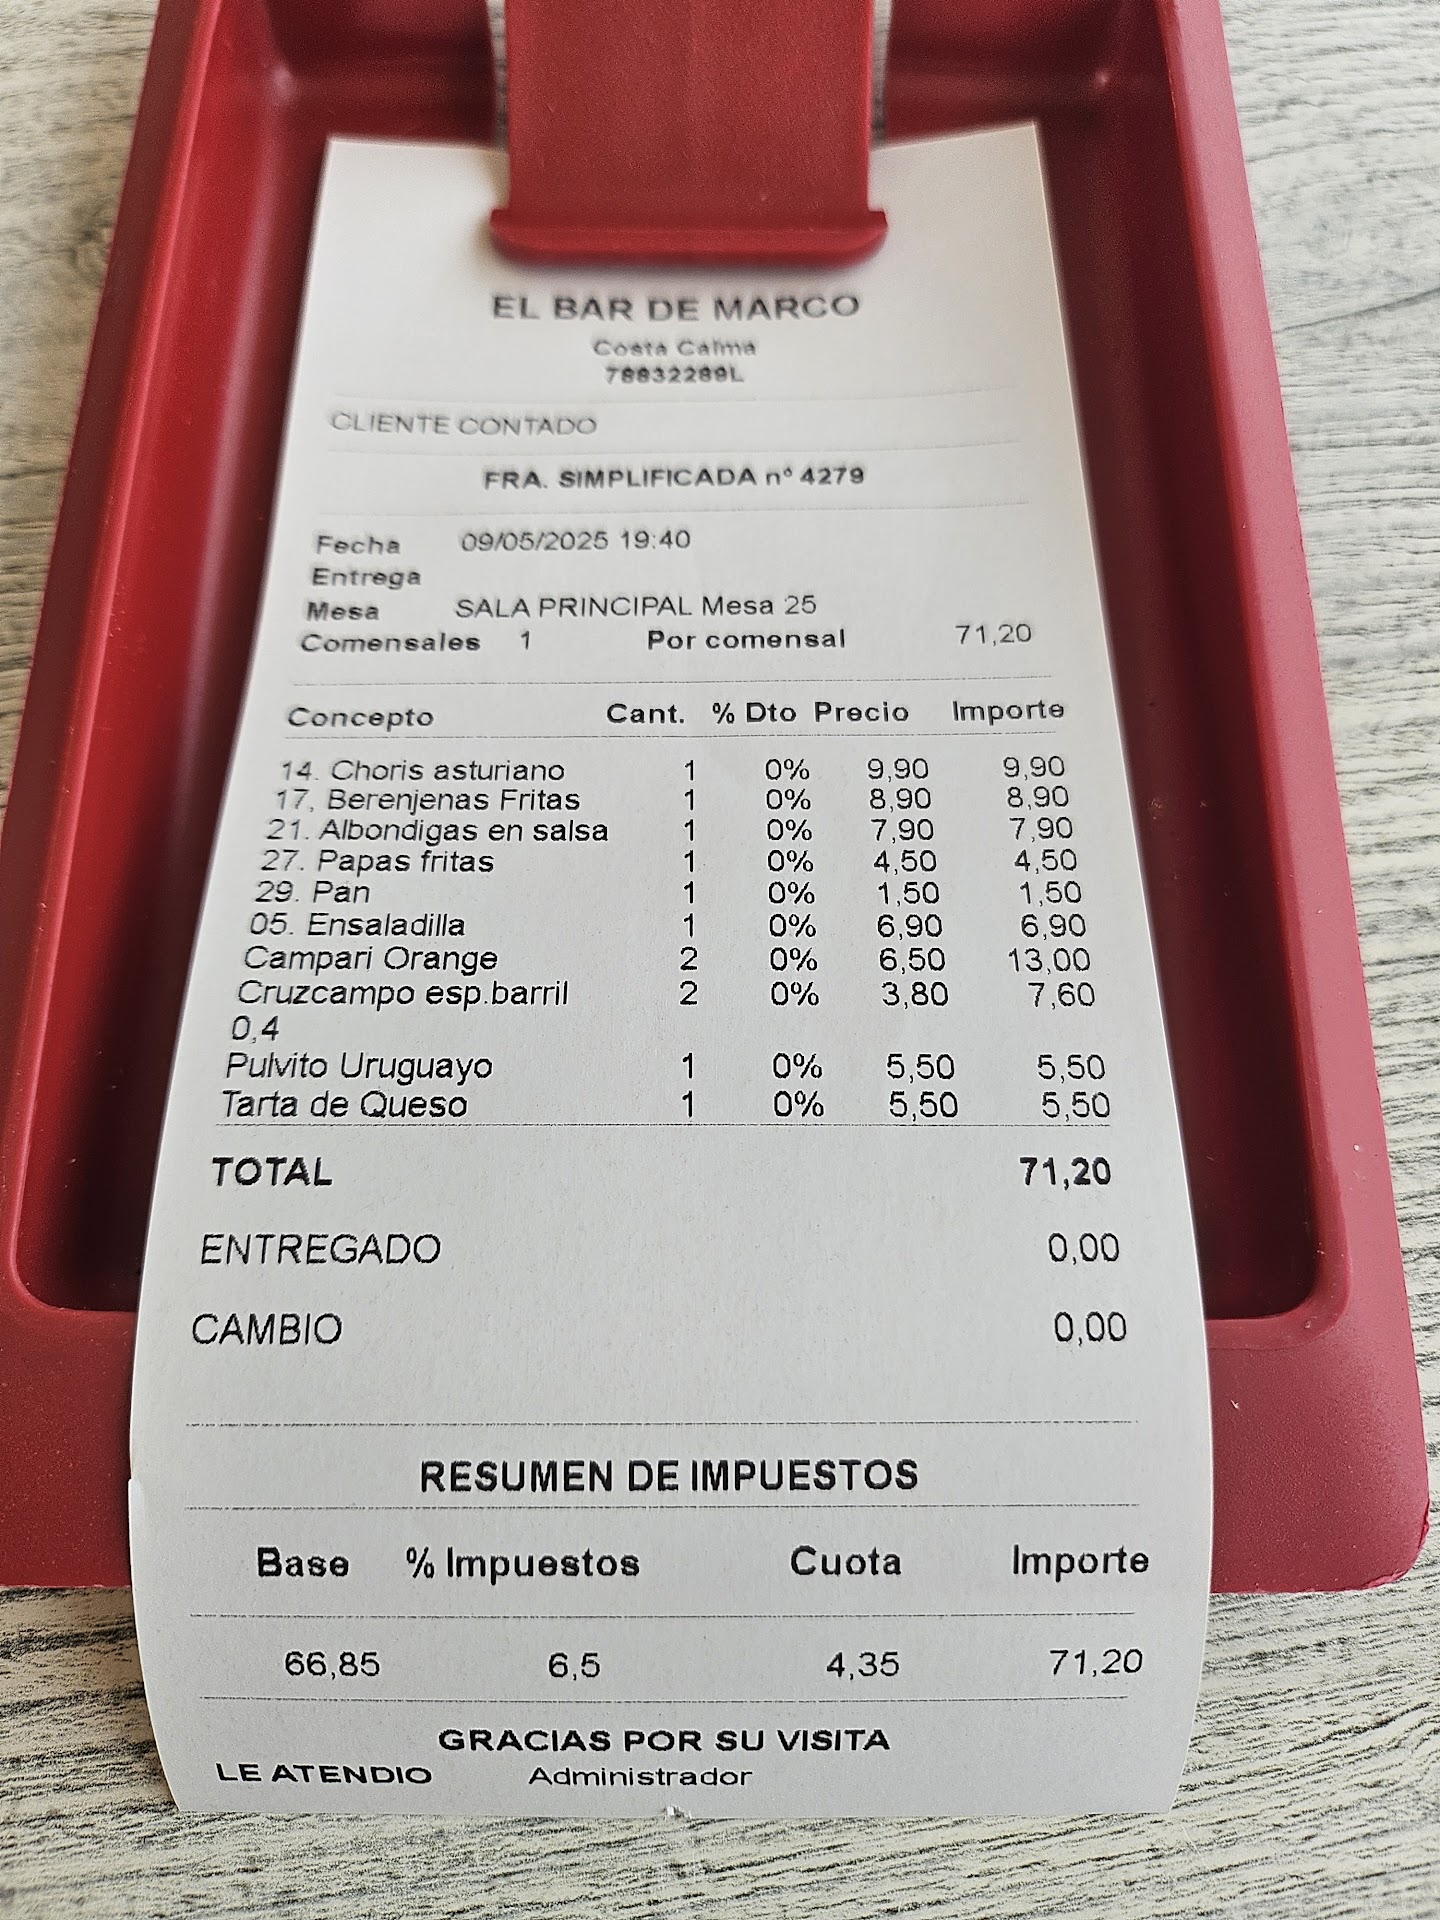 EL BAR DE MARCO
Costa Calma
78832289L
CLIENTE CONTADO
FRA. SIMPLIFICADA nº 4279
Fecha 09/05/2025 19:40
Entrega
Mesa SALA PRINCIPAL Mesa 25
Comensales 1 Por comensal 71,20
Concepto Cant. % Dto Precio Importe
14. Choris asturiano 1 0% 9,90 9,90
17, Berenjenas Fritas 1 0% 8,90 8,90
21. Albondigas en salsa 1 0% 7,90 7,90
27. Papas fritas 1 0% 4,50 4,50
29. Pan 1 0% 1,50 1,50
05. Ensaladilla 1 0% 6,90 6,90
Campari Orange 2 0% 6,50 13,00
Cruzcampo esp.barril 2 0% 3,80 7,60
0,4
Pulvito Uruguayo 1 0% 5,50 5,50
Tarta de Queso 1 0% 5,50 5,50
TOTAL 71,20
ENTREGADO 0,00
CAMBIO 0,00
RESUMEN DE IMPUESTOS
Base % Impuestos Cuota Importe
66,85 6,5 4,35 71,20
GRACIAS POR SU VISITA
LE ATENDIO Administrador